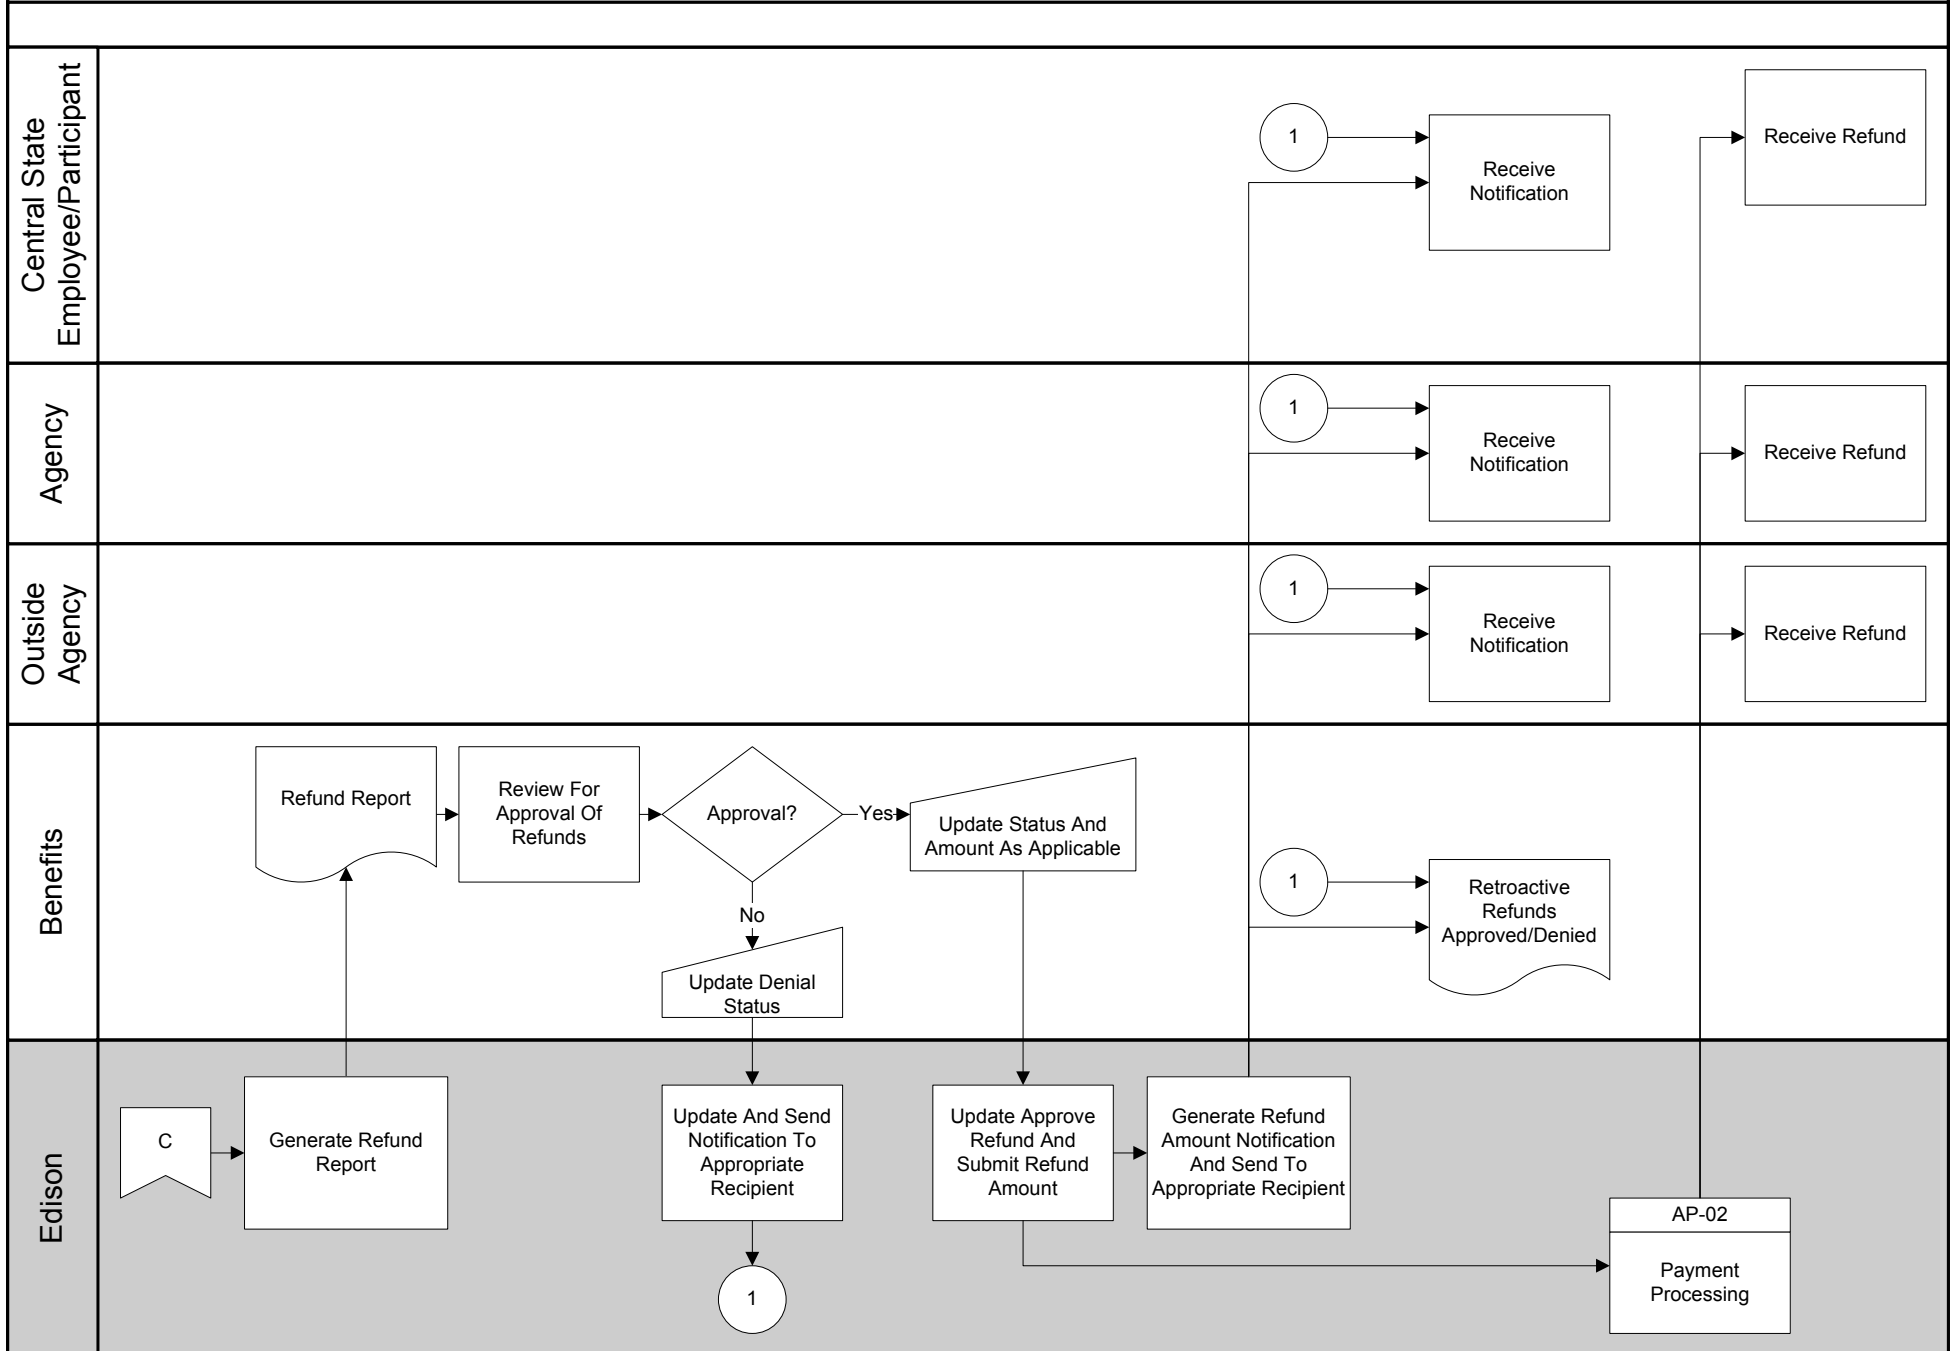 Central State
Employee/Participant
1
Receive
Notification
Receive Refund
Agency
1
Receive
Notification
Receive Refund
Outside
Agency
1
Receive
Notification
Receive Refund
Benefits
Refund Report
Review For
Approval Of
Refunds
Approval?
Yes
Update Status And
Amount As Applicable
No
Update Denial
Status
1
Retroactive
Refunds
Approved/Denied
Edison
C
Generate Refund
Report
Update And Send
Notification To
Appropriate
Recipient
1
Update Approve
Refund And
Submit Refund
Amount
Generate Refund
Amount Notification
And Send To
Appropriate Recipient
AP-02
Payment
Processing